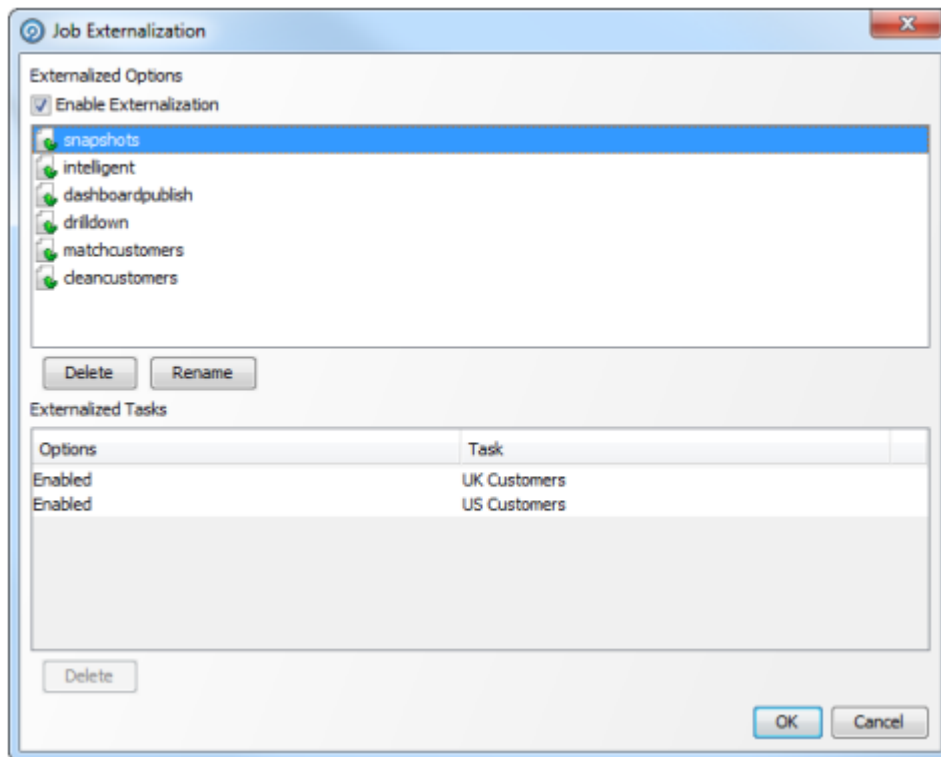 Job Externalization
Externalized Options
Enable Externalization
snapshots
intelligent
dashboardpublish
drilldown
matchcustomers
cleancustomers
Delete Rename
Externalized Tasks
Options Task
Enabled UK Customers
Enabled US Customers
Delete
OK Cancel